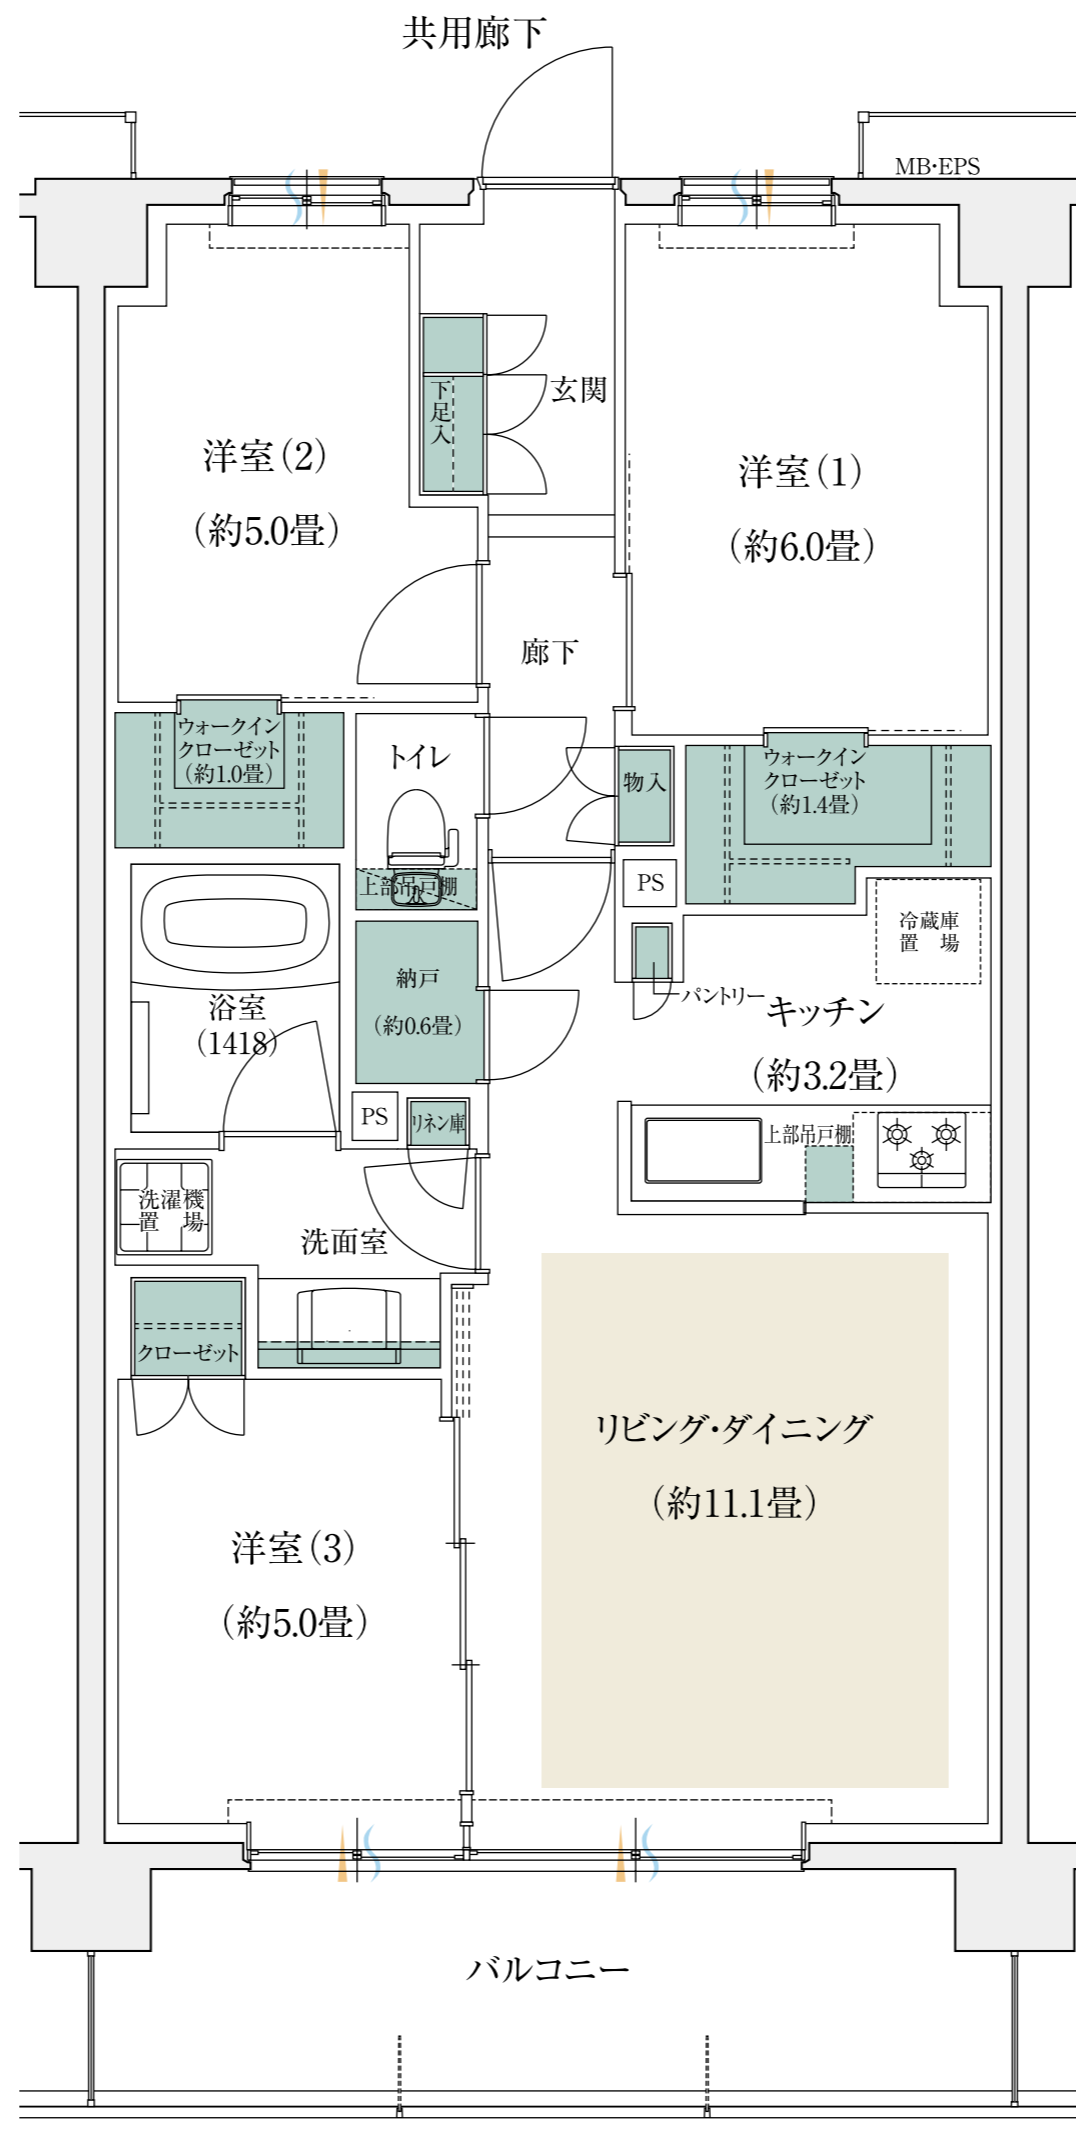 共用廊下
MB・EPS
下足入
玄関
洋室(2)
(約5.0畳)
洋室(1)
(約6.0畳)
廊下
ウォークイン
クローゼット
(約1.0畳)
トイレ
上部吊戸棚
物入
ウォークイン
クローゼット
(約1.4畳)
PS
冷蔵庫
置場
納戸
(約0.6畳)
パントリー
キッチン
(約3.2畳)
浴室
(1418)
PS
リネン庫
上部吊戸棚
洗濯機
置場
洗面室
クローゼット
リビング・ダイニング
(約11.1畳)
洋室(3)
(約5.0畳)
バルコニー